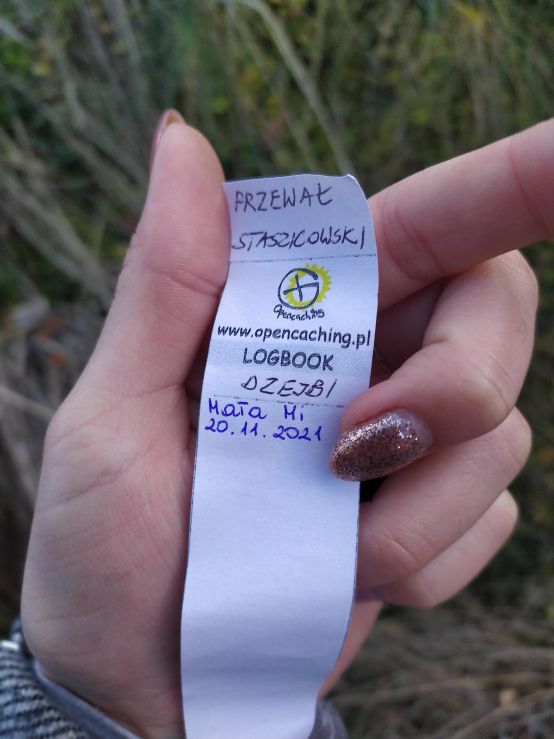 PRZEWAŁ
STASZICOWSKI
Opencaching
www.opencaching.pl
LOGBOOK
DZEJBI
Mała Mi
20.11.2021